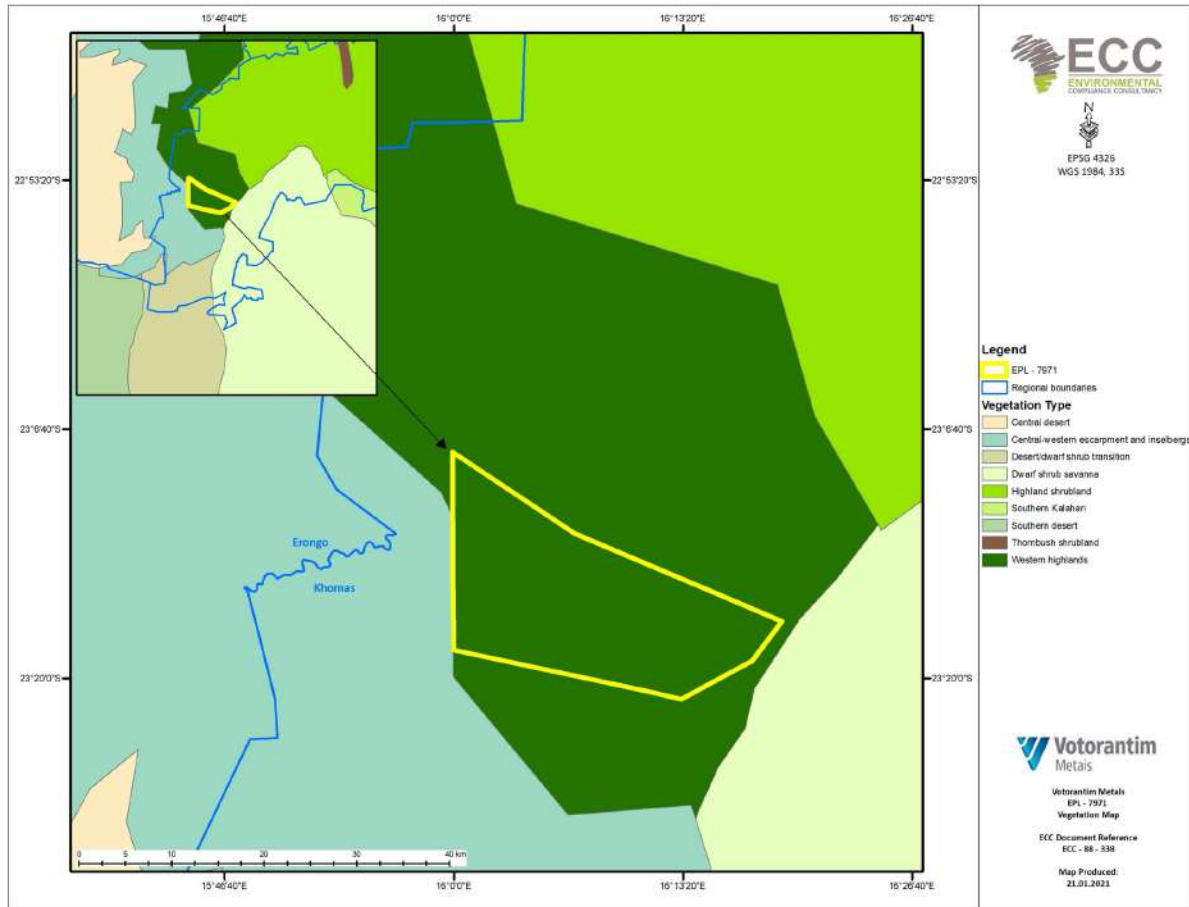 15°46'40"E 16°0'0"E 16°13'20"E 16°26'40"E
22°53'20"S
23°6'40"S
23°20'0"S
Erongo
Khomas
0 5 10 20 30 40 km
15°46'40"E 16°0'0"E 16°13'20"E 16°26'40"E
22°53'20"S
23°6'40"S
23°20'0"S
ECC
ENVIRONMENTAL
COMPLIANCE CONSULTANCY
N
EPSG 4326
WGS 1984, 33S
Legend
EPL - 7971
Regional boundaries
Vegetation Type
Central desert
Central-western escarpment and inselbergs
Desert/dwarf shrub transition
Dwarf shrub savanna
Highland shrubland
Southern Kalahari
Southern desert
Thornbush shrubland
Western highlands
Votorantim
Metais
Votorantim Metals
EPL - 7971
Vegetation Map
ECC Document Reference
ECC - 88 - 338
Map Produced:
21.01.2021